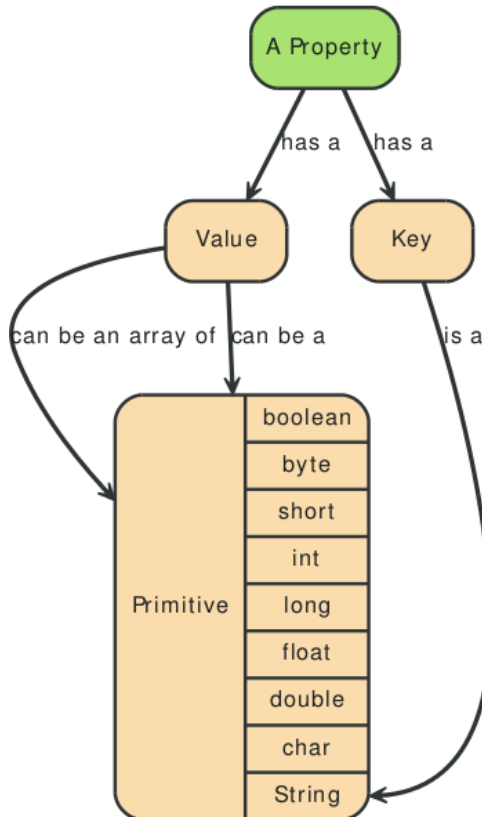 A Property
has a has a
Value Key
can be an array of can be a is a
boolean
byte
short
int
Primitive long
float
double
char
String